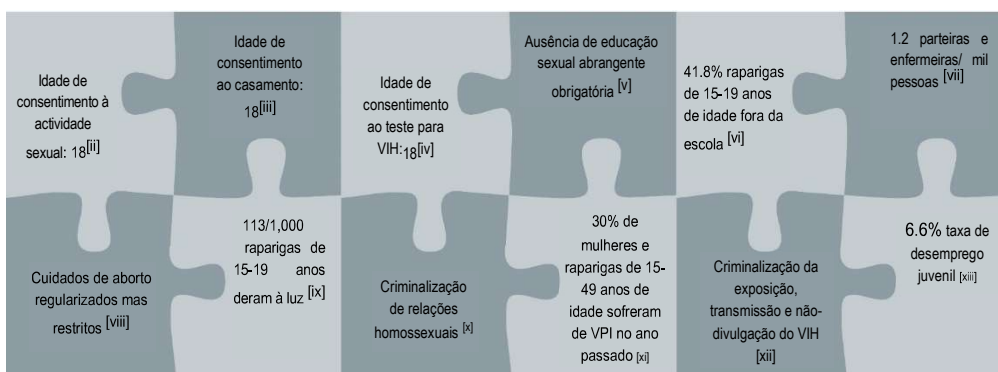 Idade de
consentimento à
actividade
sexual: 18[ii]
Idade de
consentimento
ao casamento:
18[iii]
Idade de
consentimento
ao teste para
VIH:18[iv]
Ausência de educação
sexual abrangente
obrigatória [v]
41.8% raparigas
de 15-19 anos
de idade fora da
escola [vi]
1.2 parteiras e
enfermeiras/ mil
pessoas [vii]
Cuidados de aborto
regularizados mas
restritos [viii]
113/1,000
raparigas de
15-19 anos
deram à luz [ix]
Criminalização
de relações
homossexuais [x]
30% de
mulheres e
raparigas de 15-
49 anos de
idade sofreram
de VPI no ano
passado [xi]
Criminalização da
exposição,
transmissão e não-
divulgação do VIH
[xii]
6.6% taxa de
desemprego
juvenil [xiii]